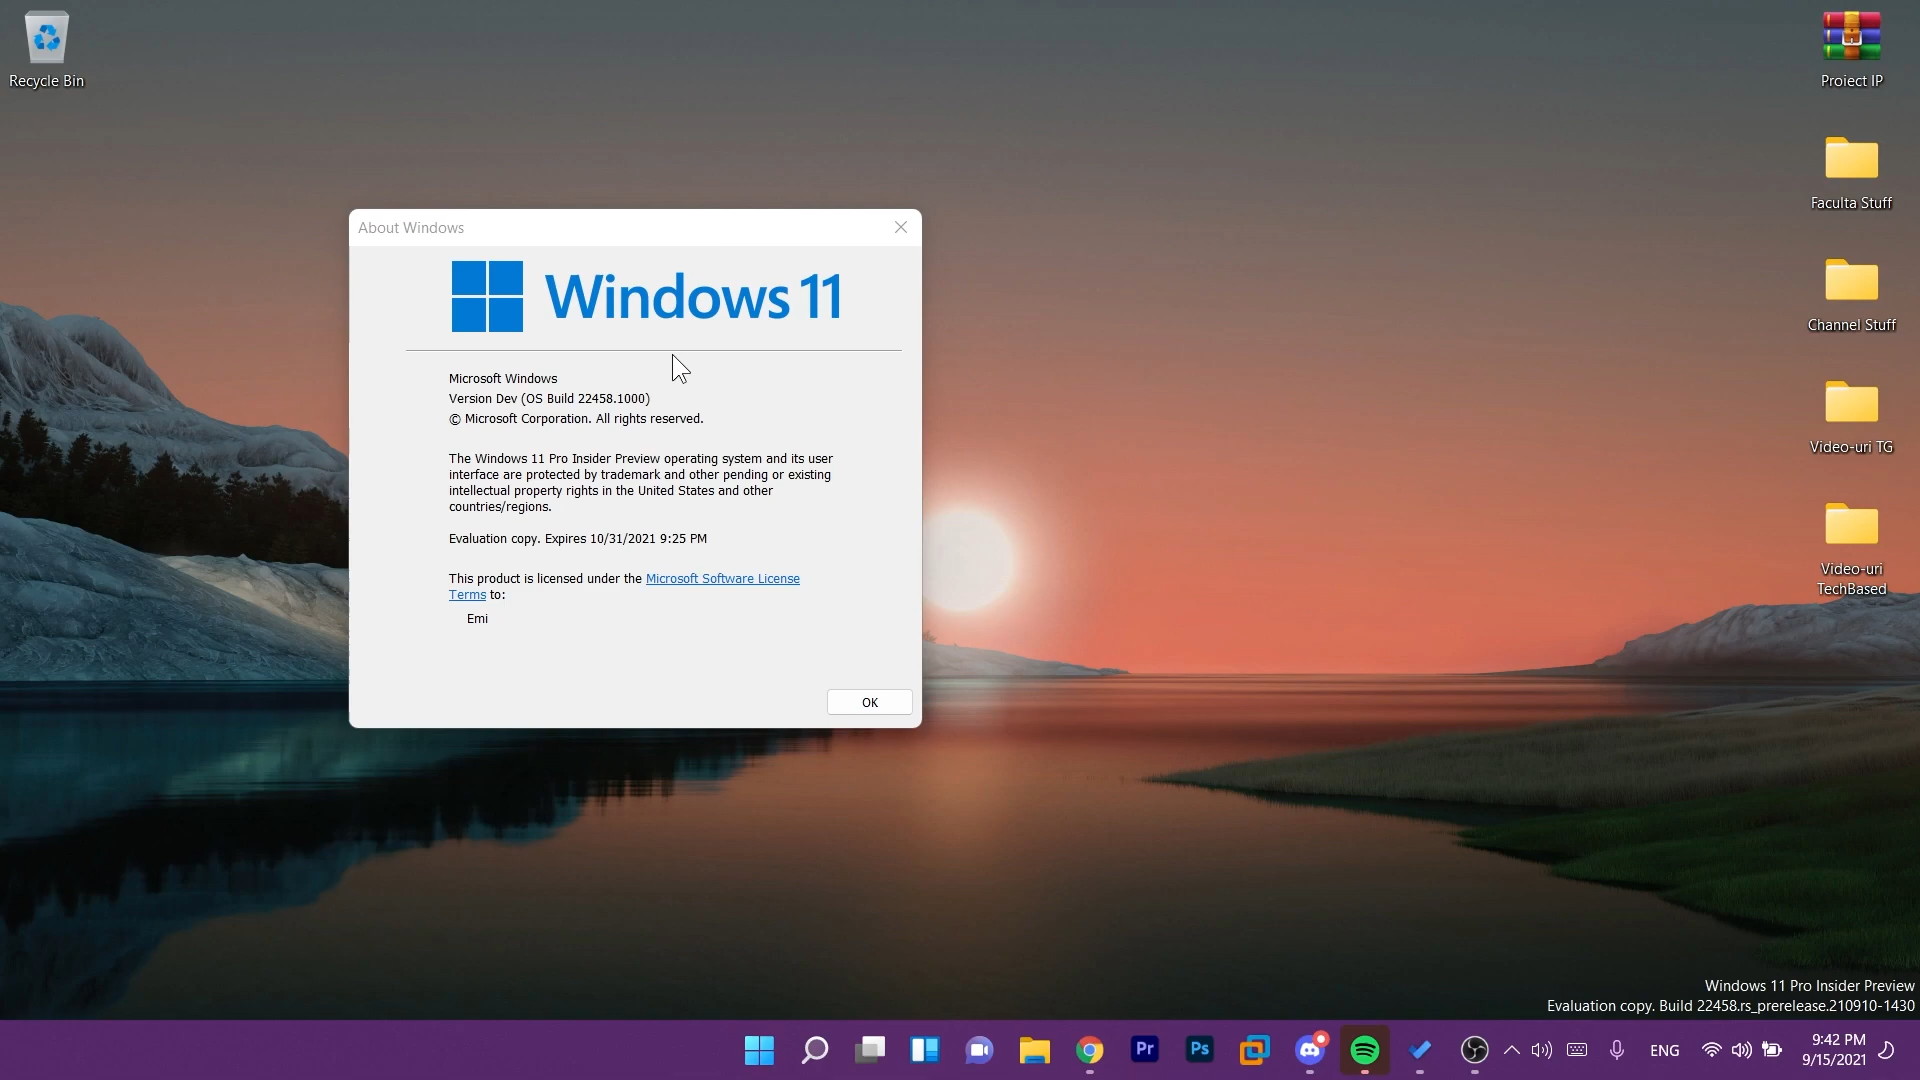 Recycle Bin
Proiect IP
Faculta Stuff
Channel Stuff
Video-uri TG
Video-uri
TechBased
About Windows
Windows 11
Microsoft Windows
Version Dev (OS Build 22458.1000)
© Microsoft Corporation. All rights reserved.
The Windows 11 Pro Insider Preview operating system and its user
interface are protected by trademark and other pending or existing
intellectual property rights in the United States and other
countries/regions.
Evaluation copy. Expires 10/31/2021 9:25 PM
This product is licensed under the Microsoft Software License
Terms to:
Emi
OK
Windows 11 Pro Insider Preview
Evaluation copy. Build 22458.rs_prerelease.210910-1430
Pr
Ps
ENG
9:42 PM
9/15/2021